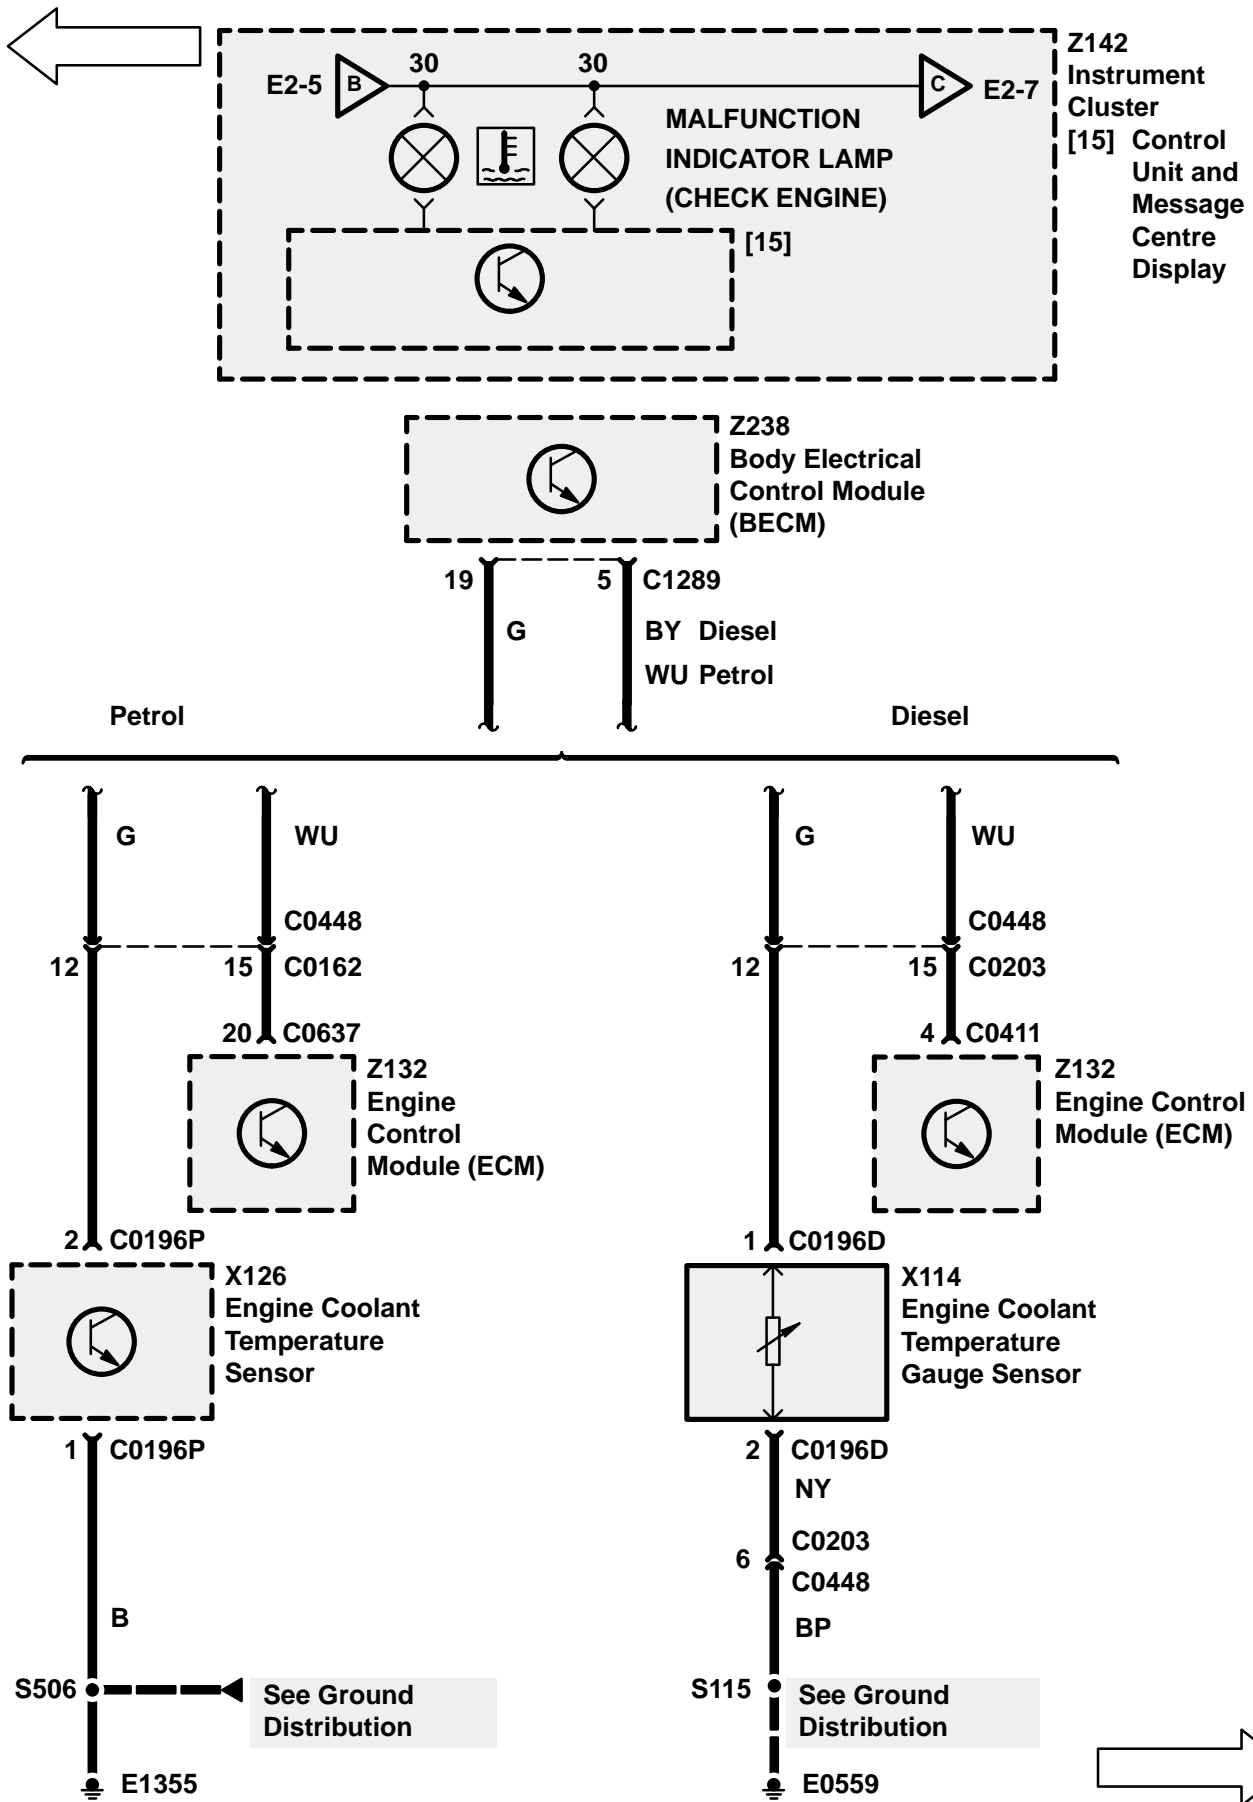 E2-5 B 30 30 C E2-7
Z142
Instrument
Cluster
[15] Control
Unit and
Message
Centre
Display
MALFUNCTION
INDICATOR LAMP
(CHECK ENGINE)
[15]
Z238
Body Electrical
Control Module
(BECM)
19 5 C1289
G BY Diesel
WU Petrol
Petrol Diesel
G WU G WU
C0448 C0448
12 15 C0162 12 15 C0203
20 C0637 4 C0411
Z132
Engine
Control
Module (ECM)
Z132
Engine Control
Module (ECM)
2 C0196P 1 C0196D
X126
Engine Coolant
Temperature
Sensor
X114
Engine Coolant
Temperature
Gauge Sensor
1 C0196P 2 C0196D
NY
6 C0203
C0448
B BP
S506 See Ground
Distribution
S115 See Ground
Distribution
E1355 E0559